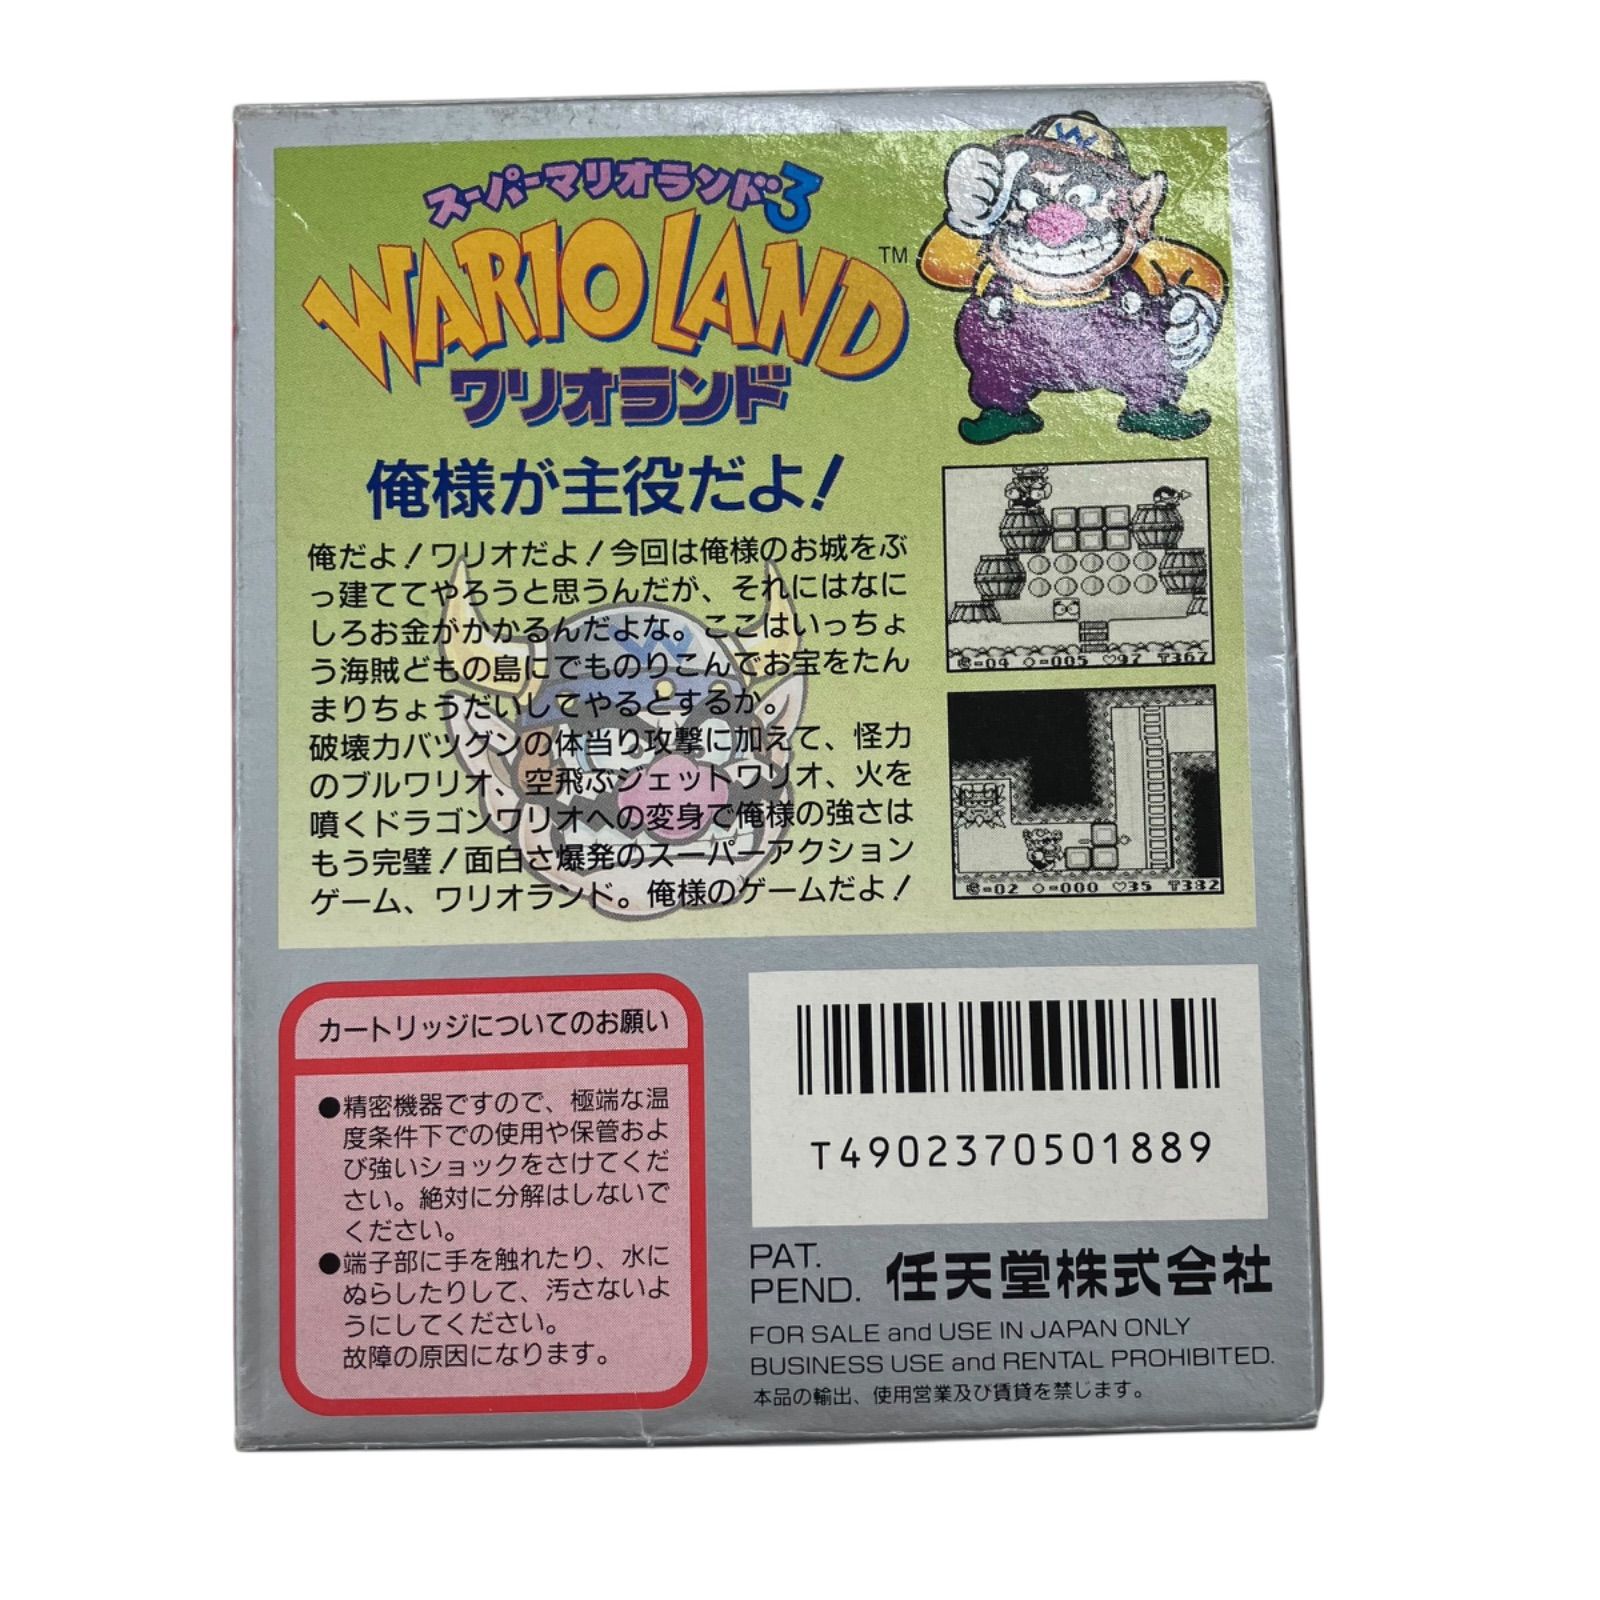 スーパーマリオランド3
WARIO LAND TM
ワリオランド
俺様が主役だよ!
俺だよ!ワリオだよ!今回は俺様のお城をぶ
っ建ててやろうと思うんだが、それにはなに
しろお金がかかるんだよな。ここはいっちょ
う海賊どもの島にでものりこんでお宝をたん
まりちょうだいしてやるとするか。
破壊力バツグンの体当り攻撃に加えて、怪力
のブルワリオ、空飛ぶジェットワリオ、火を
噴くドラゴンワリオへの変身で俺様の強さは
もう完璧!面白さ爆発のスーパーアクション
ゲーム、ワリオランド。俺様のゲームだよ!
W
W
=04 ◇=005 ♡97 T367
=02 ◇=000 ♡35 T382
カートリッジについてのお願い
●精密機器ですので、極端な温
度条件下での使用や保管およ
び強いショックをさけてくだ
さい。絶対に分解はしないで
ください。
●端子部に手を触れたり、水に
ぬらしたりして、汚さないよ
うにしてください。
故障の原因になります。
T4902370501889
PAT.
PEND. 任天堂株式会社
FOR SALE and USE IN JAPAN ONLY
BUSINESS USE and RENTAL PROHIBITED.
本品の輸出、使用営業及び賃貸を禁じます。